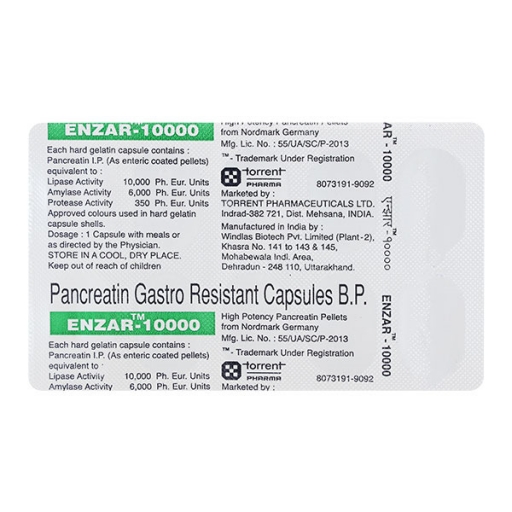 ENZAR-10000™
Each hard gelatin capsule contains :
Pancreatin I.P. (As enteric coated pellets)
equivalent to :
Lipase Activity 10,000 Ph. Eur. Units
Amylase Activity 6,000 Ph. Eur. Units
Protease Activity 350 Ph. Eur. Units
Approved colours used in hard gelatin
capsule shells.
Dosage : 1 Capsule with meals or
as directed by the Physician.
STORE IN A COOL, DRY PLACE.
Keep out of reach of children
High Potency Pancreatin Pellets
from Nordmark Germany
Mfg. Lic. No. : 55/UA/SC/P-2013
™- Trademark Under Registration
torrent
PHARMA 8073191-9092
Marketed by :
TORRENT PHARMACEUTICALS LTD.
Indrad-382 721, Dist. Mehsana, INDIA.
Manufactured in India by :
Windlas Biotech Pvt. Limited (Plant-2),
Khasra No. 141 to 143 & 145,
Mohabewala Indl. Area,
Dehradun - 248 110, Uttarakhand.
ENZAR™-10000
एन्झार - १००००
Pancreatin Gastro Resistant Capsules B.P.
ENZAR™-10000
Each hard gelatin capsule contains :
Pancreatin I.P. (As enteric coated pellets)
equivalent to :
Lipase Activity 10,000 Ph. Eur. Units
Amylase Activity 6,000 Ph. Eur. Units
High Potency Pancreatin Pellets
from Nordmark Germany
Mfg. Lic. No. : 55/UA/SC/P-2013
™- Trademark Under Registration
torrent
PHARMA 8073191-9092
Marketed by :
ENZAR - 10000